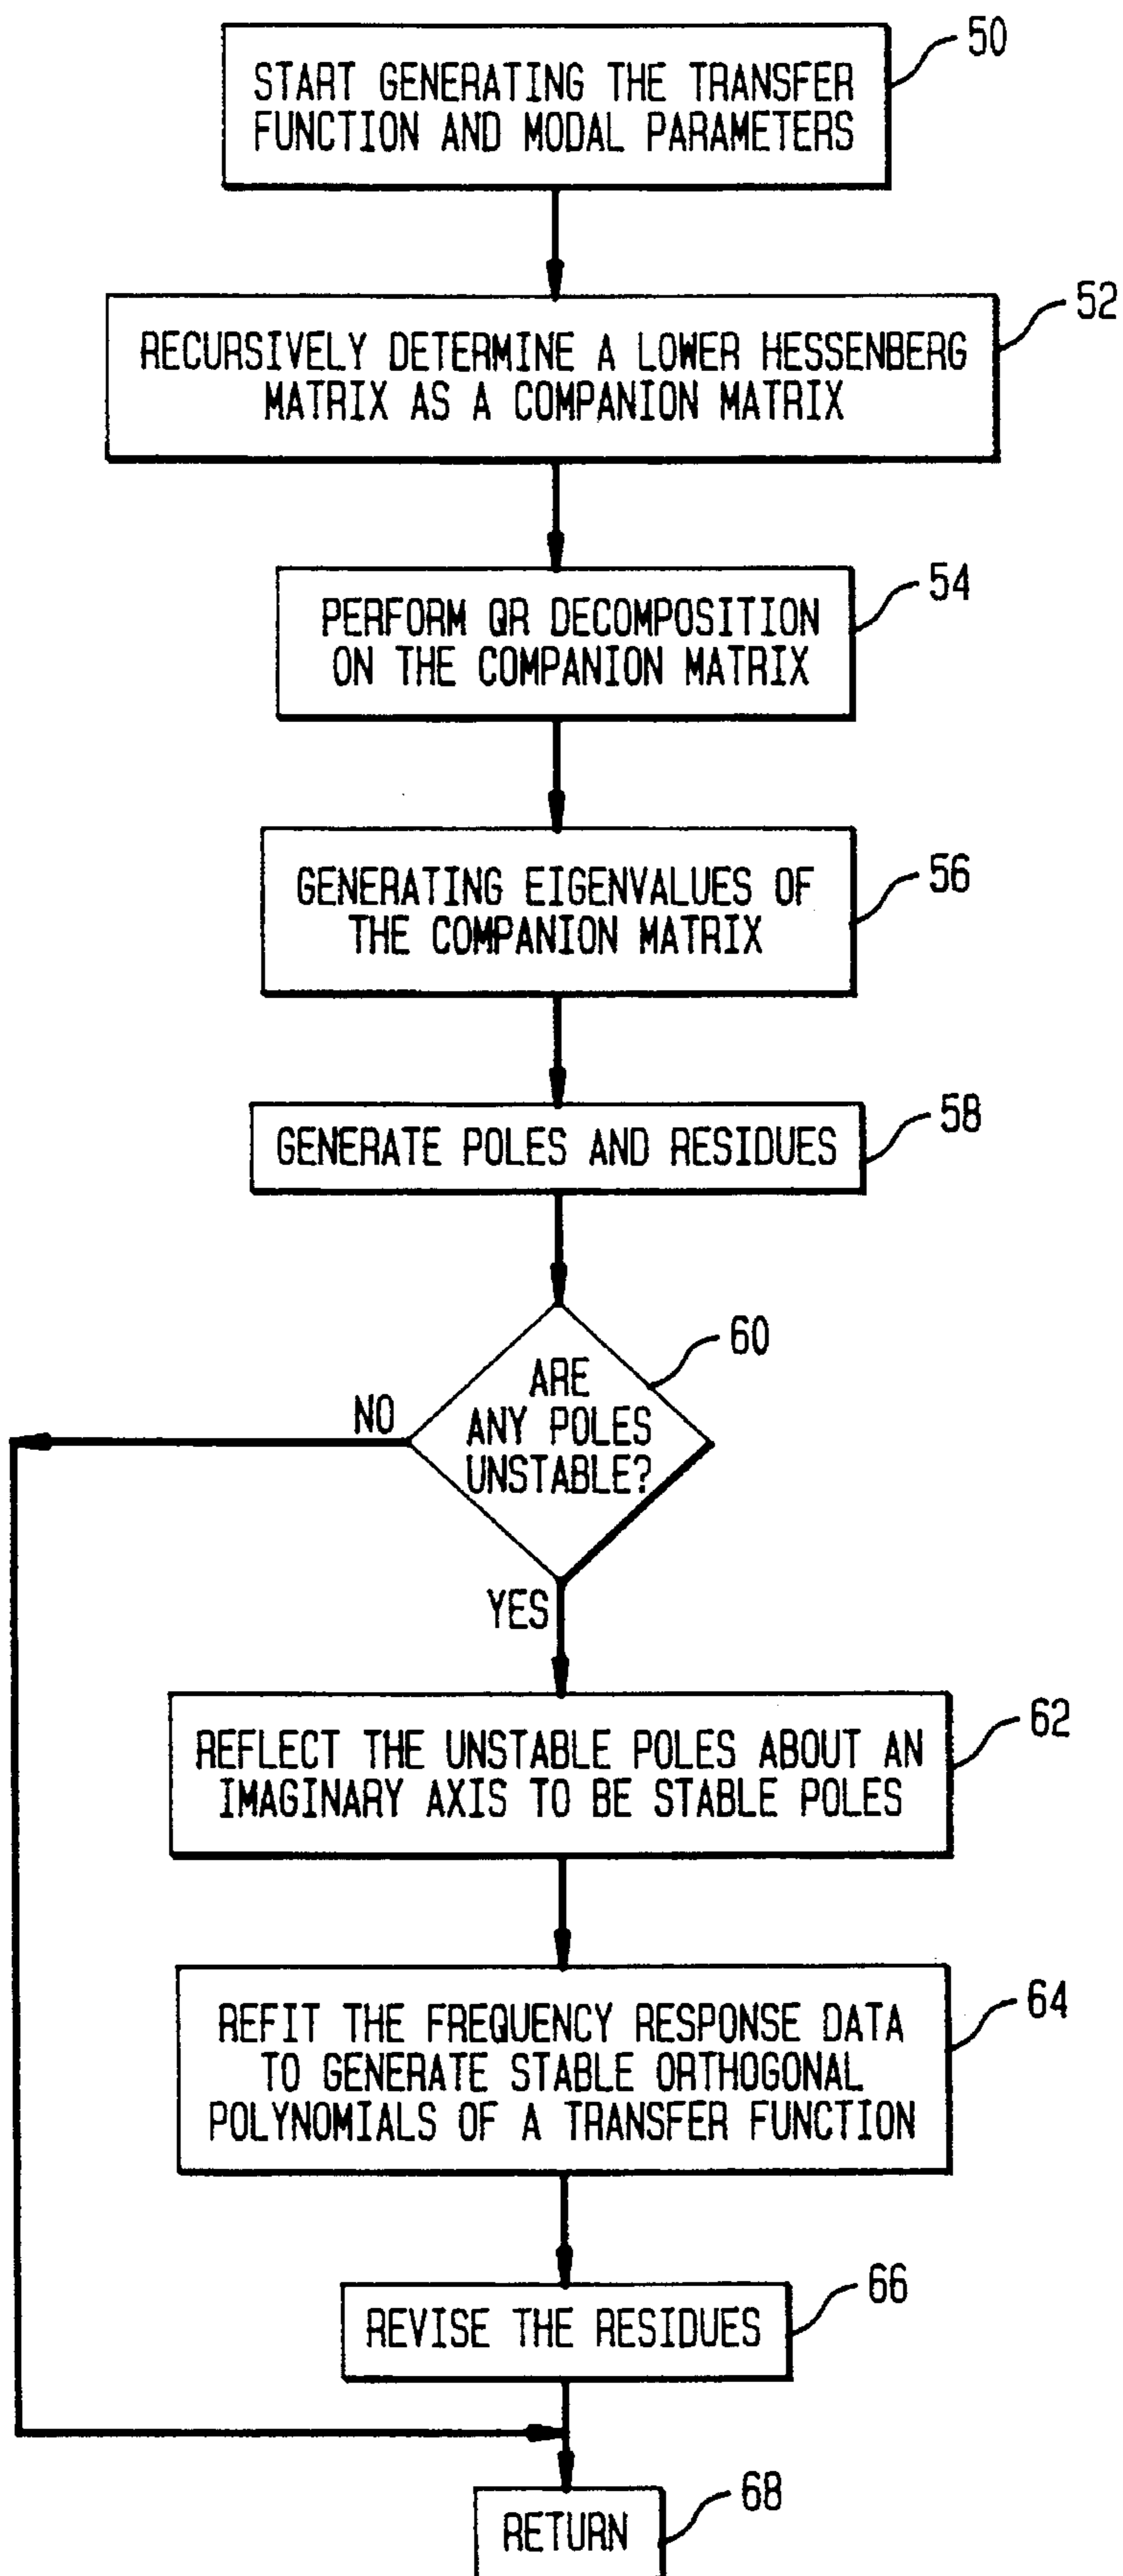 50
START GENERATING THE TRANSFER
FUNCTION AND MODAL PARAMETERS
52
RECURSIVELY DETERMINE A LOWER HESSENBERG
MATRIX AS A COMPANION MATRIX
54
PERFORM QR DECOMPOSITION
ON THE COMPANION MATRIX
56
GENERATING EIGENVALUES OF
THE COMPANION MATRIX
58
GENERATE POLES AND RESIDUES
60
ARE
ANY POLES
UNSTABLE?
NO
YES
62
REFLECT THE UNSTABLE POLES ABOUT AN
IMAGINARY AXIS TO BE STABLE POLES
64
REFIT THE FREQUENCY RESPONSE DATA
TO GENERATE STABLE ORTHOGONAL
POLYNOMIALS OF A TRANSFER FUNCTION
66
REVISE THE RESIDUES
68
RETURN